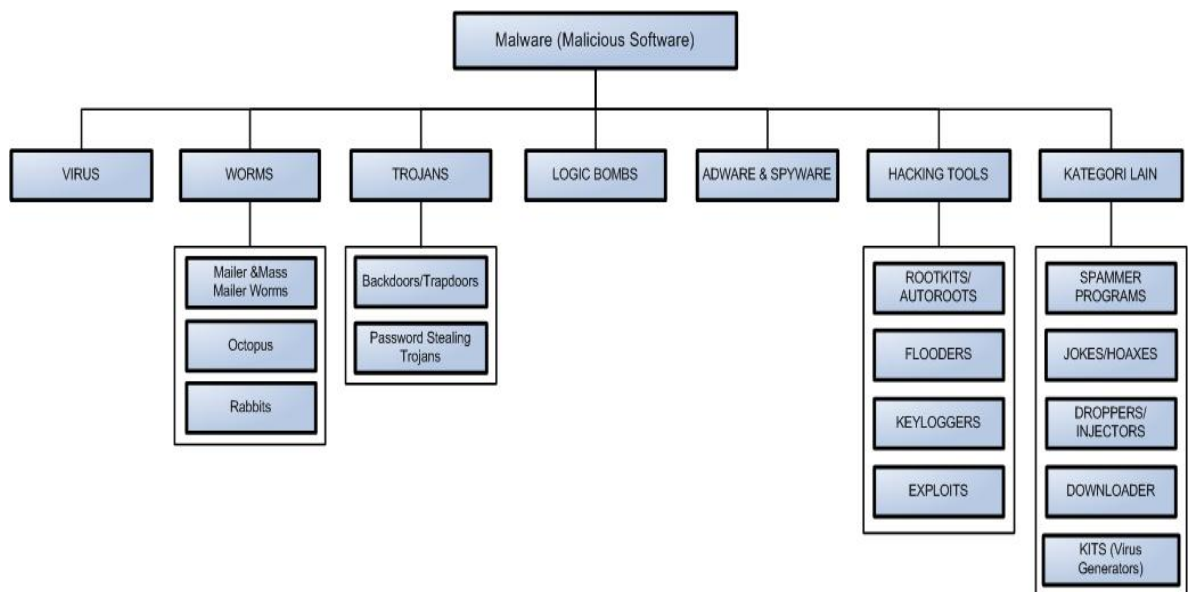 Malware (Malicious Software)
VIRUS
WORMS
TROJANS
LOGIC BOMBS
ADWARE & SPYWARE
HACKING TOOLS
KATEGORI LAIN
Mailer &Mass
Mailer Worms
Octopus
Rabbits
Backdoors/Trapdoors
Password Stealing
Trojans
ROOTKITS/
AUTOROOTS
FLOODERS
KEYLOGGERS
EXPLOITS
SPAMMER
PROGRAMS
JOKES/HOAXES
DROPPERS/
INJECTORS
DOWNLOADER
KITS (Virus
Generators)